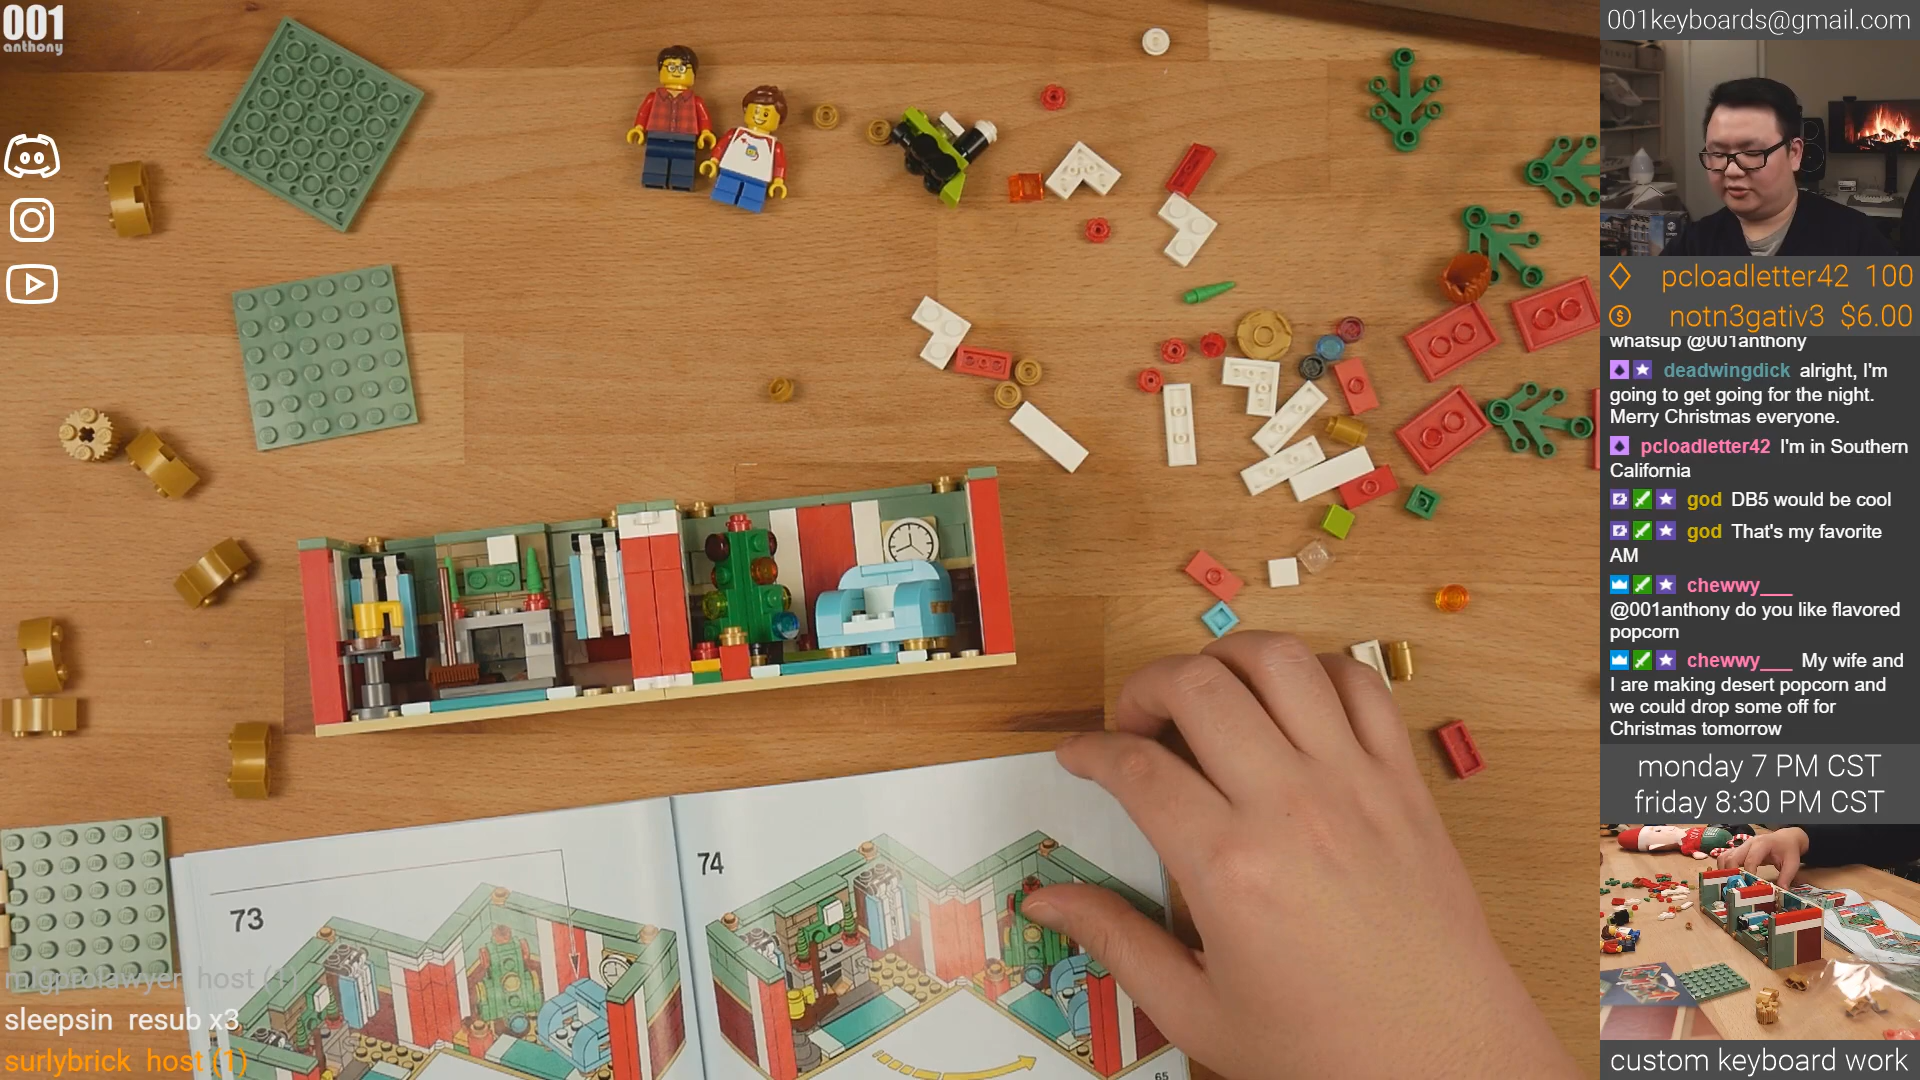 001
anthony
001keyboards@gmail.com
pcloadletter42 100
notn3gativ3 $6.00
whatsup @001anthony
deadwingdick alright, I'm
going to get going for the night.
Merry Christmas everyone.
pcloadletter42 I'm in Southern
California
god DB5 would be cool
god That's my favorite
AM
chewwy___
@001anthony do you like flavored
popcorn
chewwy___ My wife and
I are making desert popcorn and
we could drop some off for
Christmas tomorrow
monday 7 PM CST
friday 8:30 PM CST
custom keyboard work
73
74
65
mlgprolawyer host (1)
sleepsin resub x3
surlybrick host (1)